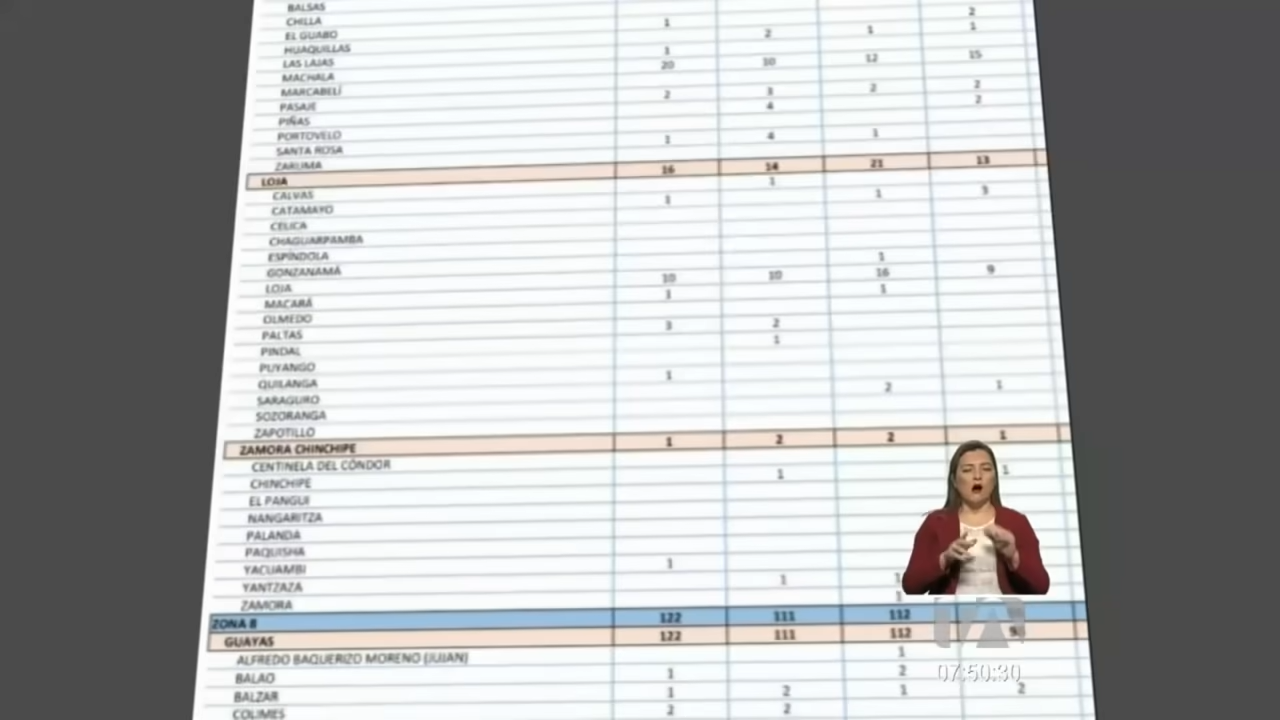 BALSAS
CHILLA
EL GUABO 1 2
HUAQUILLAS 2 1 1
LAS LAJAS 1
MACHALA 20 10 12 15
MARCABELÍ
PASAJE 2 3 2 2
PIÑAS 4 2
PORTOVELO
SANTA ROSA 1 4 1
ZARUMA
LOJA 16 14 21 13
CALVAS 1
CATAMAYO 1 1 3
CELICA
CHAGUARPAMBA
ESPÍNDOLA
GONZANAMÁ 1
LOJA 10 10 16 9
MACARÁ 1 1
OLMEDO
PALTAS 3 2
PINDAL 1
PUYANGO
QUILANGA 1
SARAGURO 2 1
SOZORANGA
ZAPOTILLO
ZAMORA CHINCHIPE 1 2 2 1
CENTINELA DEL CÓNDOR
CHINCHIPE 1 1
EL PANGUI
NANGARITZA
PALANDA
PAQUISHA
YACUAMBI 1
YANTZAZA 1 1
ZAMORA 1
ZONA 8 122 111 112
GUAYAS 122 111 112
ALFREDO BAQUERIZO MORENO (JUJAN) 1
BALAO 1 2
BALZAR 1 2 1 2
COLIMES 2 2
07:50:30